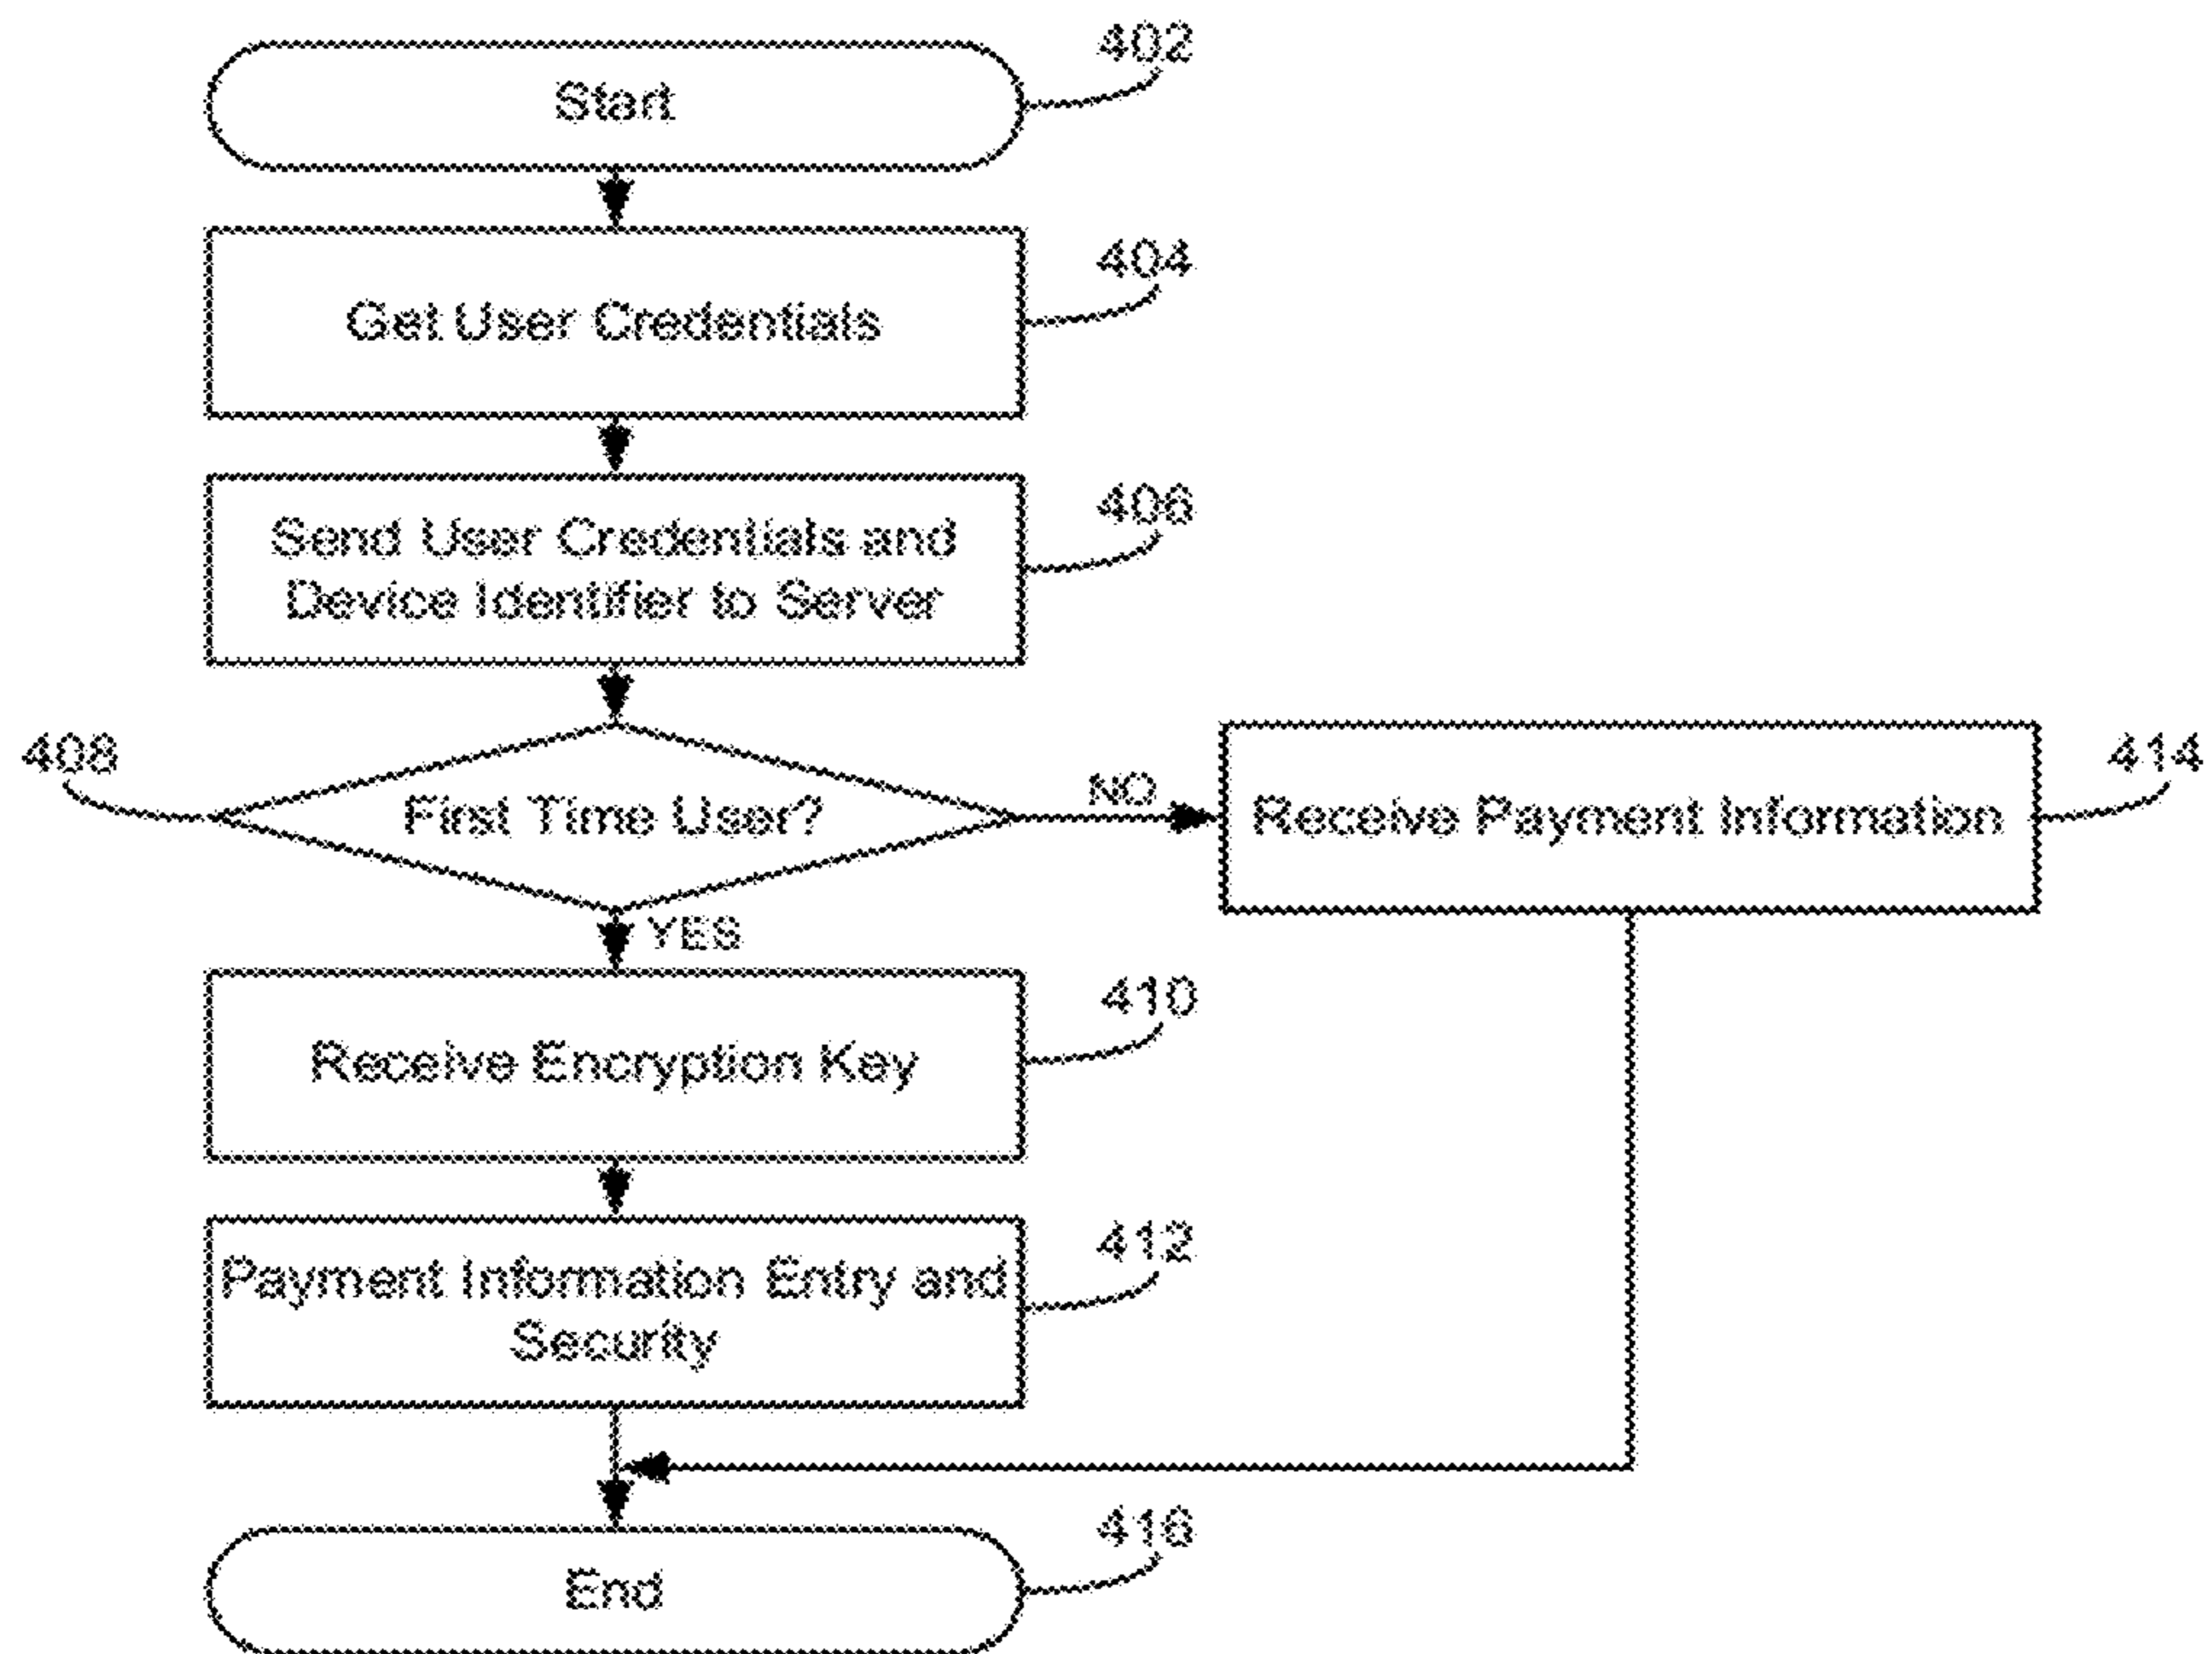 402
Start
404
Get User Credentials
406
Send User Credentials and
Device Identifier to Server
408
First Time User?
NO
414
Receive Payment Information
YES
410
Receive Encryption Key
412
Payment Information Entry and
Security
416
End